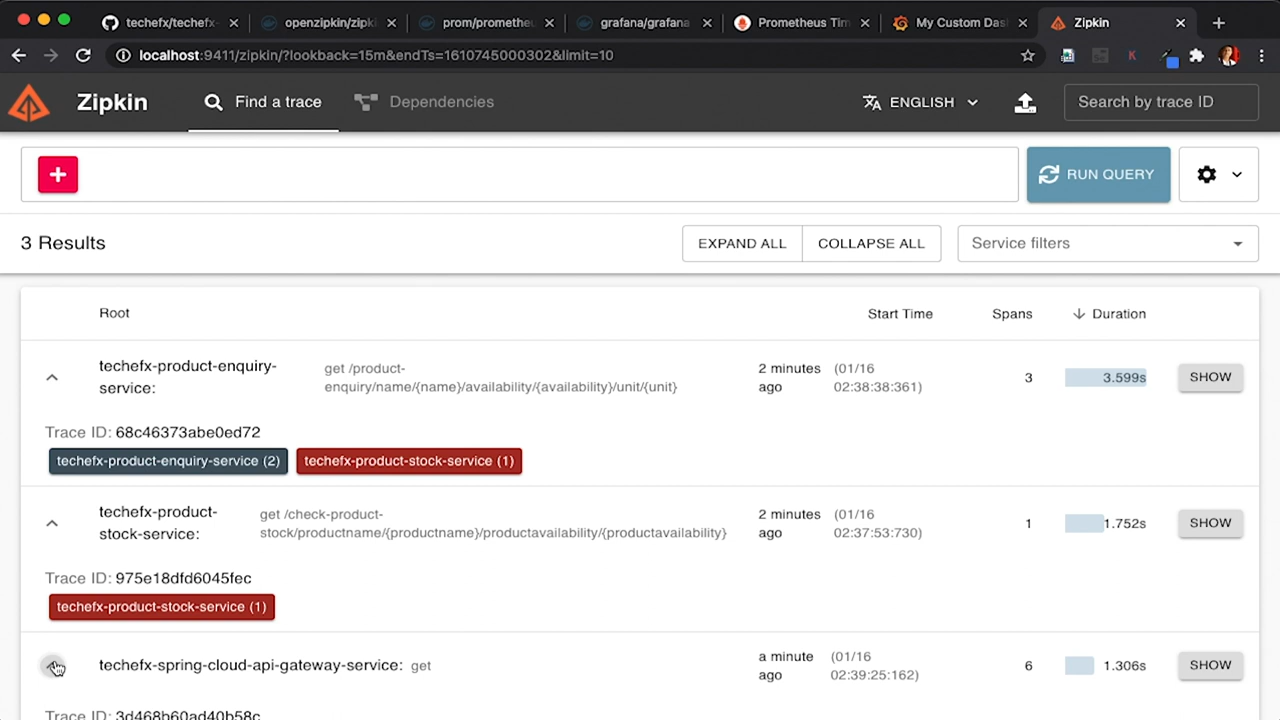 techefx/techefx-
openzipkin/zipki
prom/prometheu
grafana/grafana
Prometheus Tim
My Custom Das
Zipkin
localhost:9411/zipkin/?lookback=15m&endTs=1610745000302&limit=10
K
Zipkin
Find a trace
Dependencies
ENGLISH
Search by trace ID
RUN QUERY
3 Results
EXPAND ALL
COLLAPSE ALL
Service filters
Root
Start Time
Spans
Duration
techefx-product-enquiry-
service:
get /product-
enquiry/name/{name}/availability/{availability}/unit/{unit}
2 minutes
ago
(01/16
02:38:38:361)
3
3.599s
SHOW
Trace ID: 68c46373abe0ed72
techefx-product-enquiry-service (2)
techefx-product-stock-service (1)
techefx-product-
stock-service:
get /check-product-
stock/productname/{productname}/productavailability/{productavailability}
2 minutes
ago
(01/16
02:37:53:730)
1
1.752s
SHOW
Trace ID: 975e18dfd6045fec
techefx-product-stock-service (1)
techefx-spring-cloud-api-gateway-service: get
a minute
ago
(01/16
02:39:25:162)
6
1.306s
SHOW
Trace ID: 3d468b60ad40b58c